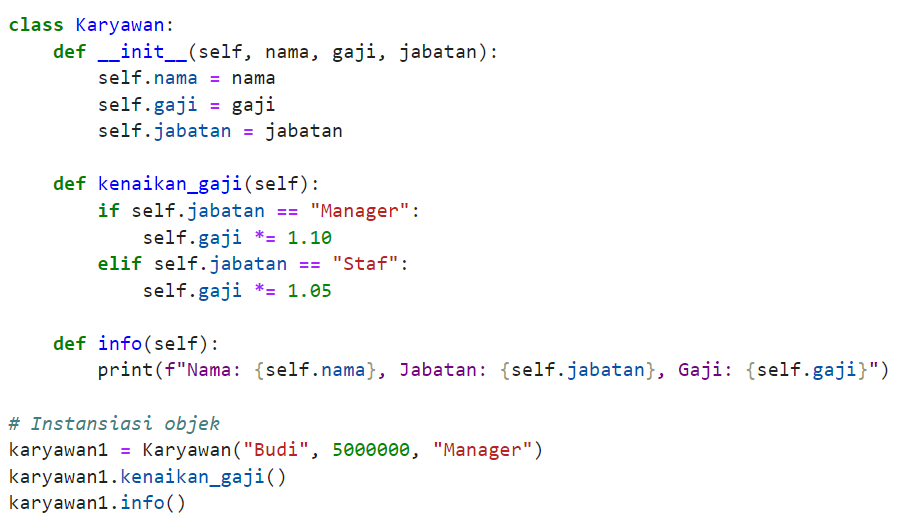 class Karyawan:
    def __init__(self, nama, gaji, jabatan):
        self.nama = nama
        self.gaji = gaji
        self.jabatan = jabatan

    def kenaikan_gaji(self):
        if self.jabatan == "Manager":
            self.gaji *= 1.10
        elif self.jabatan == "Staf":
            self.gaji *= 1.05

    def info(self):
        print(f"Nama: {self.nama}, Jabatan: {self.jabatan}, Gaji: {self.gaji}")

# Instansiasi objek
karyawan1 = Karyawan("Budi", 5000000, "Manager")
karyawan1.kenaikan_gaji()
karyawan1.info()